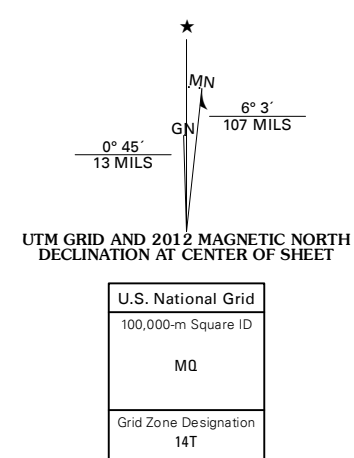 ★
MN
GN
6° 3´
107 MILS
0° 45´
13 MILS
UTM GRID AND 2012 MAGNETIC NORTH
DECLINATION AT CENTER OF SHEET
U.S. National Grid
100,000-m Square ID
MQ
Grid Zone Designation
14T